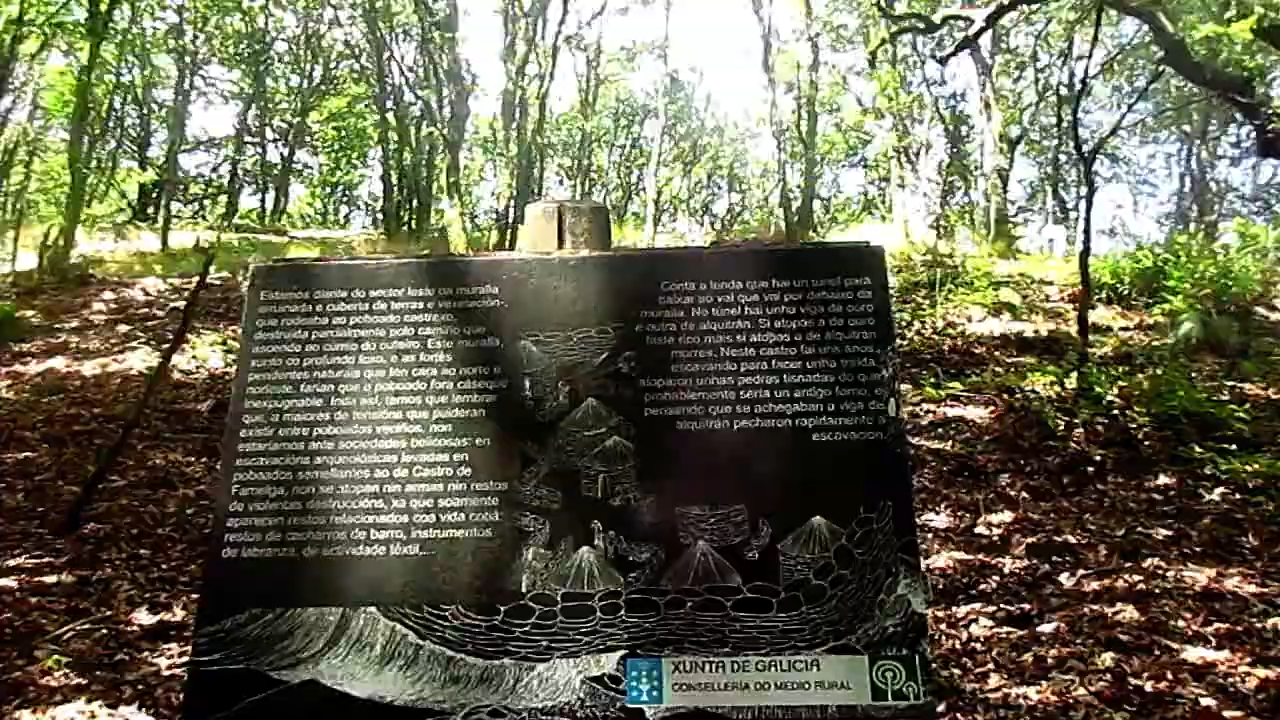 Estamos diante do sector leste da muralla
arruinada e cuberta de terras e vexetación,
que rodeaba ao poboado castrexo,
destruída parcialmente polo camiño que
ascende ao cumio do outeiro. Esta muralla,
xunto co profundo foxo, e as fortes
pendentes naturais que ten cara ao norte e
noroeste, farían que o poboado fora cáseque
inexpugnable. Inda así, temos que lembrar
que, a maiores de tensións que puideran
existir entre poboados veciños, non
estariamos ante sociedades belicosas: en
escavacións arqueolóxicas levadas en
poboados semellantes ao de Castro de
Famelga, non se atopan nin armas nin restos
de violentas destruccións, xa que soamente
aparecen restos relacionados coa vida cotiá:
restos de cacharros de barro, instrumentos
de labranza, de actividade téxtil,...
Conta a lenda que hai un túnel para
baixar ao val que vai por debaixo da
muralla. No túnel hai unha viga de ouro
e outra de alquitrán. Si atopas a de ouro
faste rico mais si atopas a de alquitrán
morres. Neste castro fai uns anos,
escavando para facer unha
atoparon unhas pedras tisnadas do que
probablemente sería un antigo forno, e
pensando que se achegaban a viga de
alquitrán pecharon rapidamente a
escavación.
XUNTA DE GALICIA
CONSELLERÍA DO MEDIO RURAL